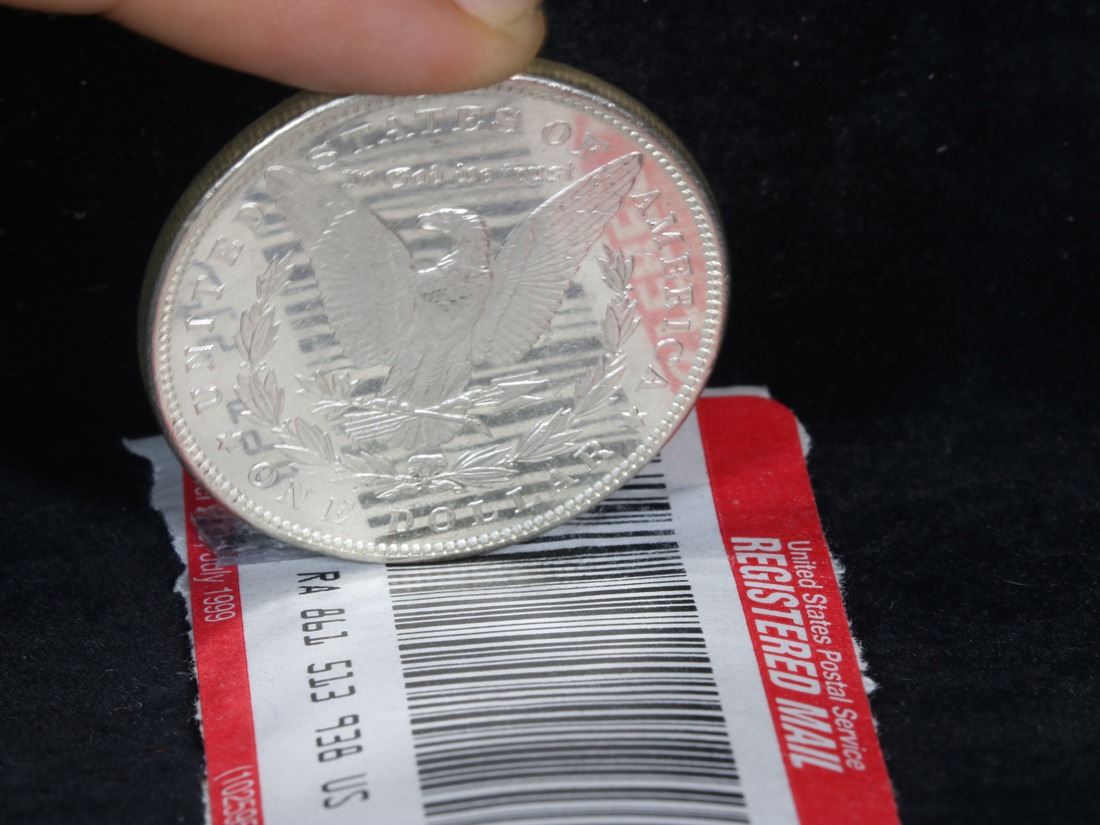 UNITED STATES OF AMERICA
In God we trust
ONE DOLLAR
United States Postal Service
REGISTERED MAIL
RA 861 513 938 US
July 1999